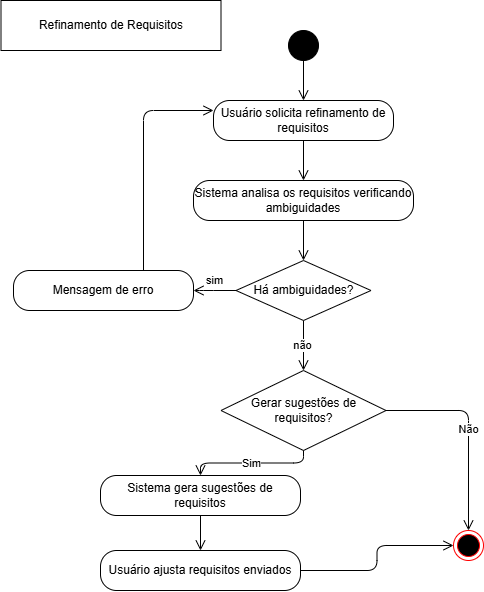 Refinamento de Requisitos
Usuário solicita refinamento de
requisitos
Sistema analisa os requisitos verificando
ambiguidades
Há ambiguidades?
sim
Mensagem de erro
não
Gerar sugestões de
requisitos?
Não
Sim
Sistema gera sugestões de
requisitos
Usuário ajusta requisitos enviados